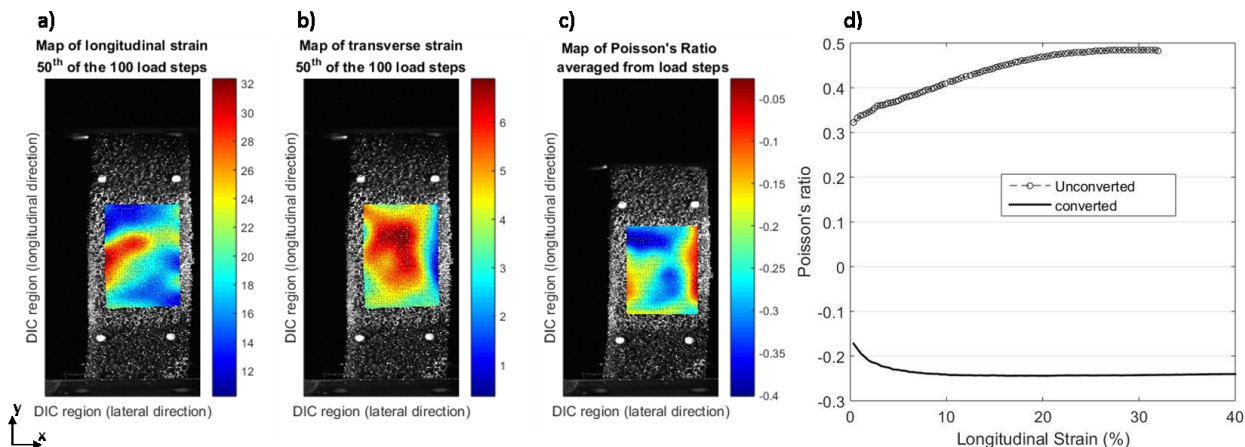 a)
Map of longitudinal strain
50th of the 100 load steps
DIC region (longitudinal direction)
DIC region (lateral direction)
32
30
28
26
24
22
20
18
16
14
12
y
x
b)
Map of transverse strain
50th of the 100 load steps
DIC region (longitudinal direction)
DIC region (lateral direction)
6
5
4
3
2
1
c)
Map of Poisson's Ratio
averaged from load steps
DIC region (longitudinal direction)
DIC region (lateral direction)
-0.05
-0.1
-0.15
-0.2
-0.25
-0.3
-0.35
-0.4
d)
Poisson's ratio
0.5
0.4
0.3
0.2
0.1
0
-0.1
-0.2
-0.3
Unconverted
converted
0 10 20 30 40
Longitudinal Strain (%)